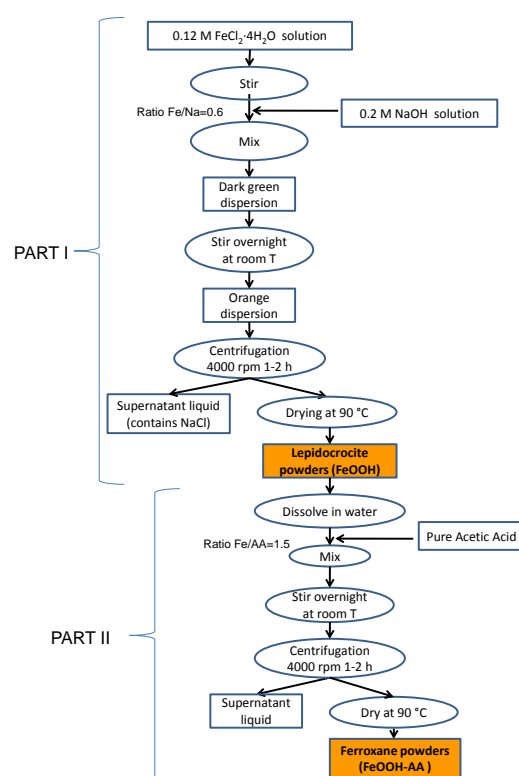 0.12 M FeCl₂·4H₂O solution
Stir
Ratio Fe/Na=0.6
0.2 M NaOH solution
Mix
Dark green
dispersion
PART I
Stir overnight
at room T
Orange
dispersion
Centrifugation
4000 rpm 1-2 h
Supernatant liquid
(contains NaCl)
Drying at 90 °C
Lepidocrocite
powders (FeOOH)
Dissolve in water
Ratio Fe/AA=1.5
Pure Acetic Acid
Mix
Stir overnight
at room T
PART II
Centrifugation
4000 rpm 1-2 h
Supernatant
liquid
Dry at 90 °C
Ferroxane powders
(FeOOH-AA )